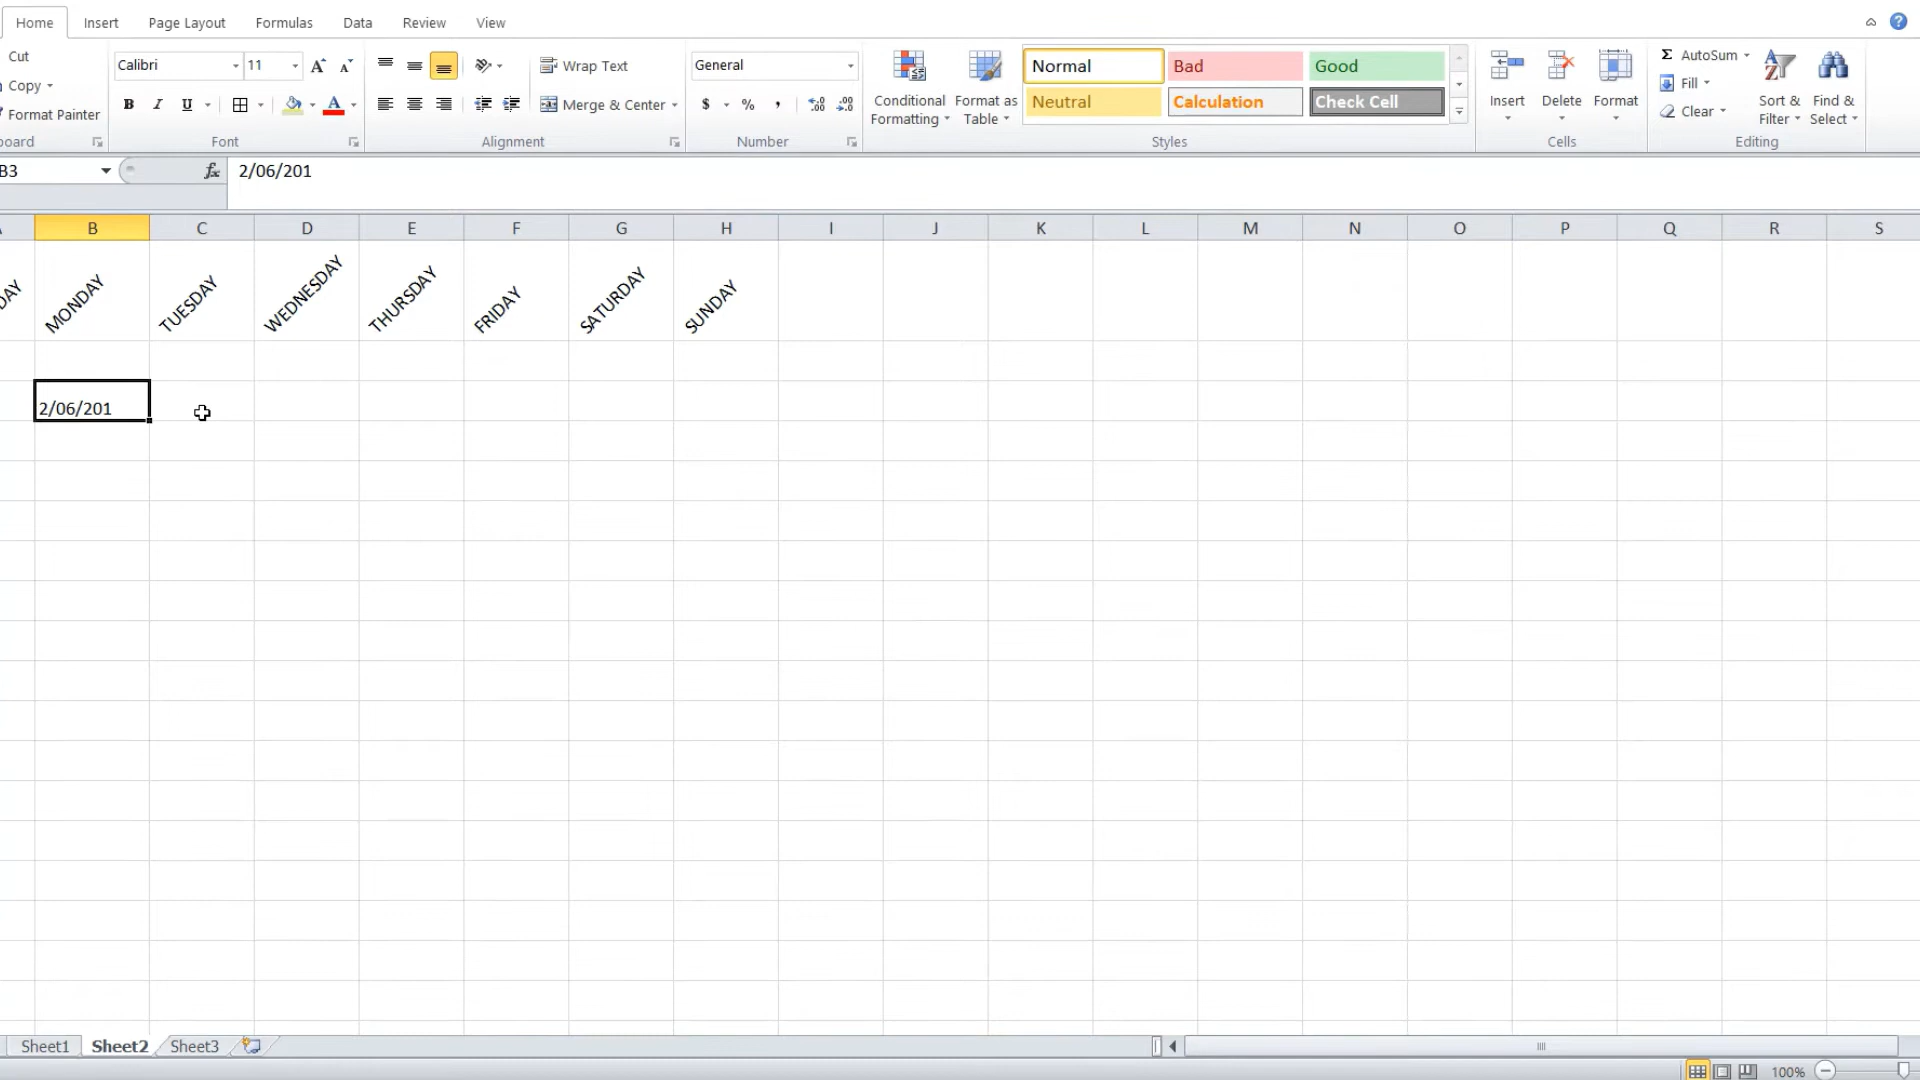 Home Insert Page Layout Formulas Data Review View
Cut
Copy
Format Painter
board
Calibri 11
B I U
Font
Wrap Text
Merge & Center
Alignment
General
$ % ,
Number
Conditional Formatting
Format as Table
Normal Bad Good
Neutral Calculation Check Cell
Styles
Insert Delete Format
Cells
Σ AutoSum
Fill
Clear
Sort & Filter
Find & Select
Editing
B3 fx 2/06/201
B C D E F G H I J K L M N O P Q R S
DAY MONDAY TUESDAY WEDNESDAY THURSDAY FRIDAY SATURDAY SUNDAY
2/06/201
Sheet1 Sheet2 Sheet3
100%